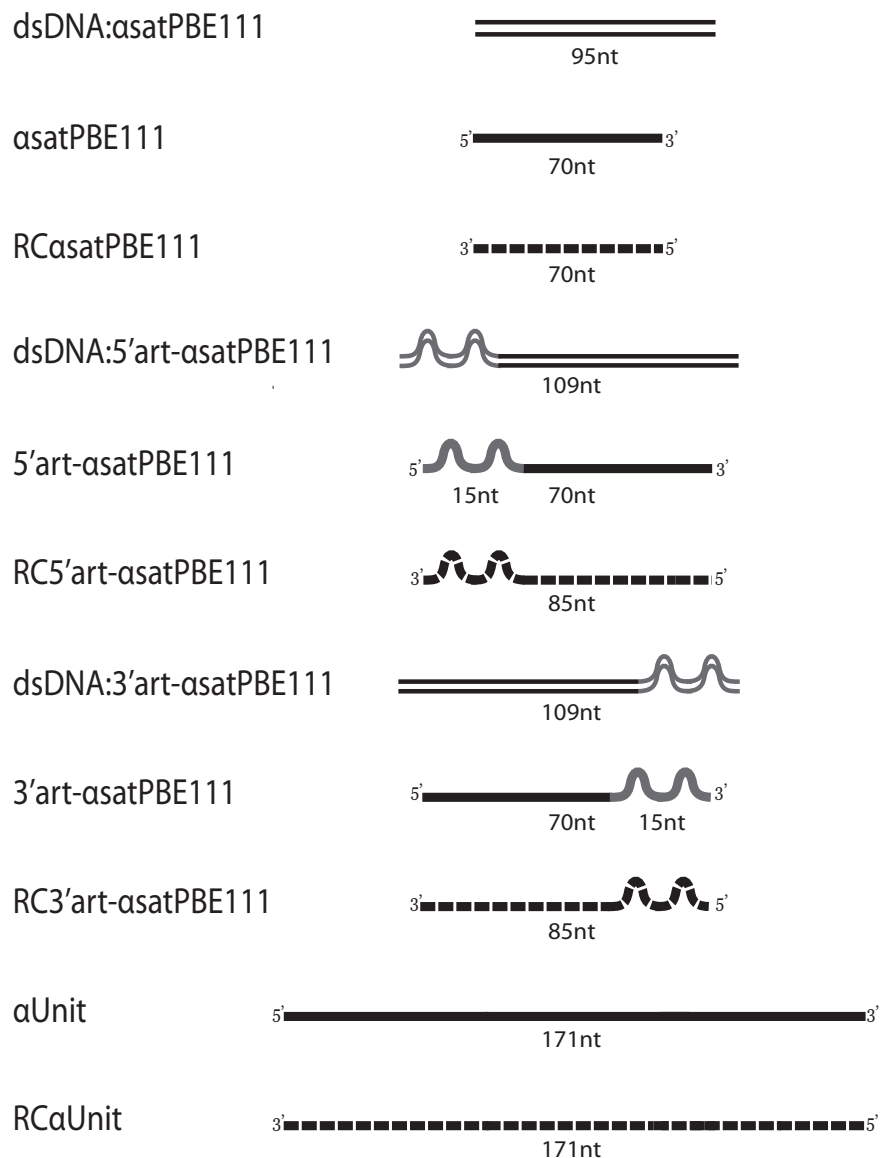 dsDNA:αsatPBE111
95nt
αsatPBE111
5’ 3’
70nt
RCαsatPBE111
3’ 5’
70nt
dsDNA:5’art-αsatPBE111
109nt
5’art-αsatPBE111
5’ 3’
15nt 70nt
RC5’art-αsatPBE111
3’ 5’
85nt
dsDNA:3’art-αsatPBE111
109nt
3’art-αsatPBE111
5’ 3’
70nt 15nt
RC3’art-αsatPBE111
3’ 5’
85nt
αUnit
5’ 3’
171nt
RCαUnit
3’ 5’
171nt